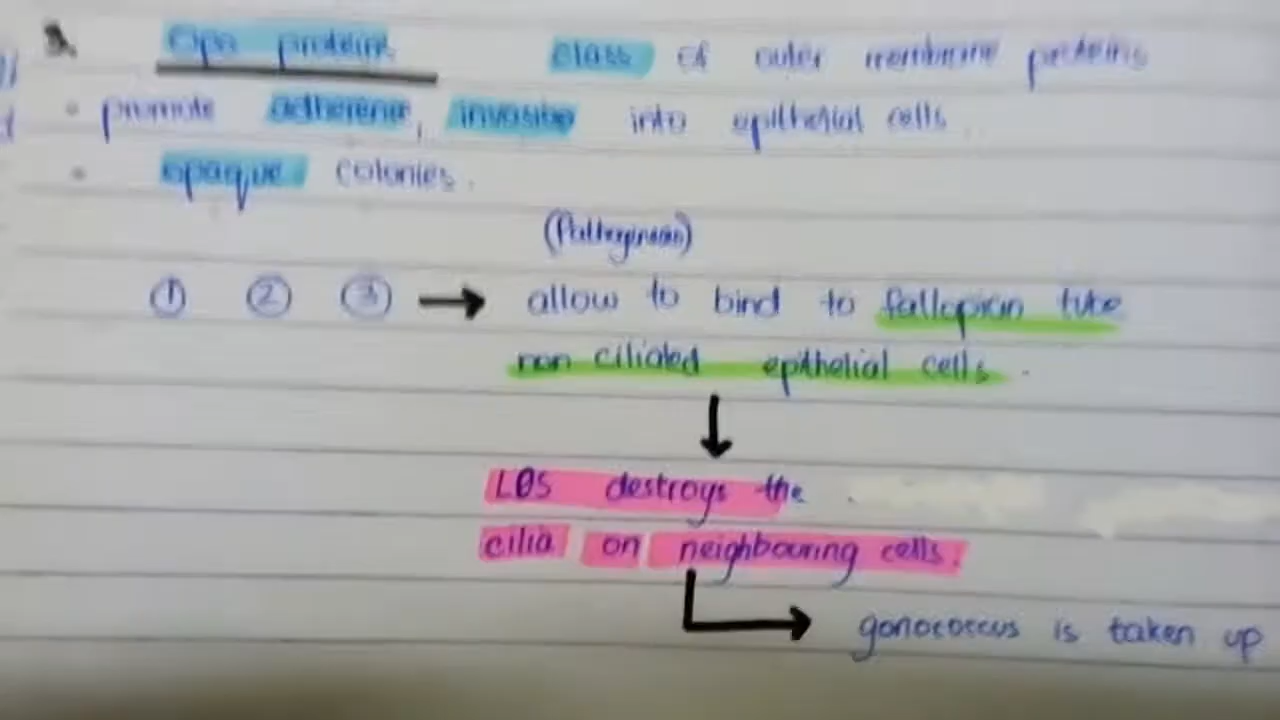 3. Opa proteins class of outer membrane proteins
• promote adherence, invasion into epithelial cells
• opaque colonies.
(Pathogenesis)
① ② ③ → allow to bind to fallopian tube
non ciliated epithelial cells.
LOS destroys the
cilia on neighbouring cells.
gonococcus is taken up